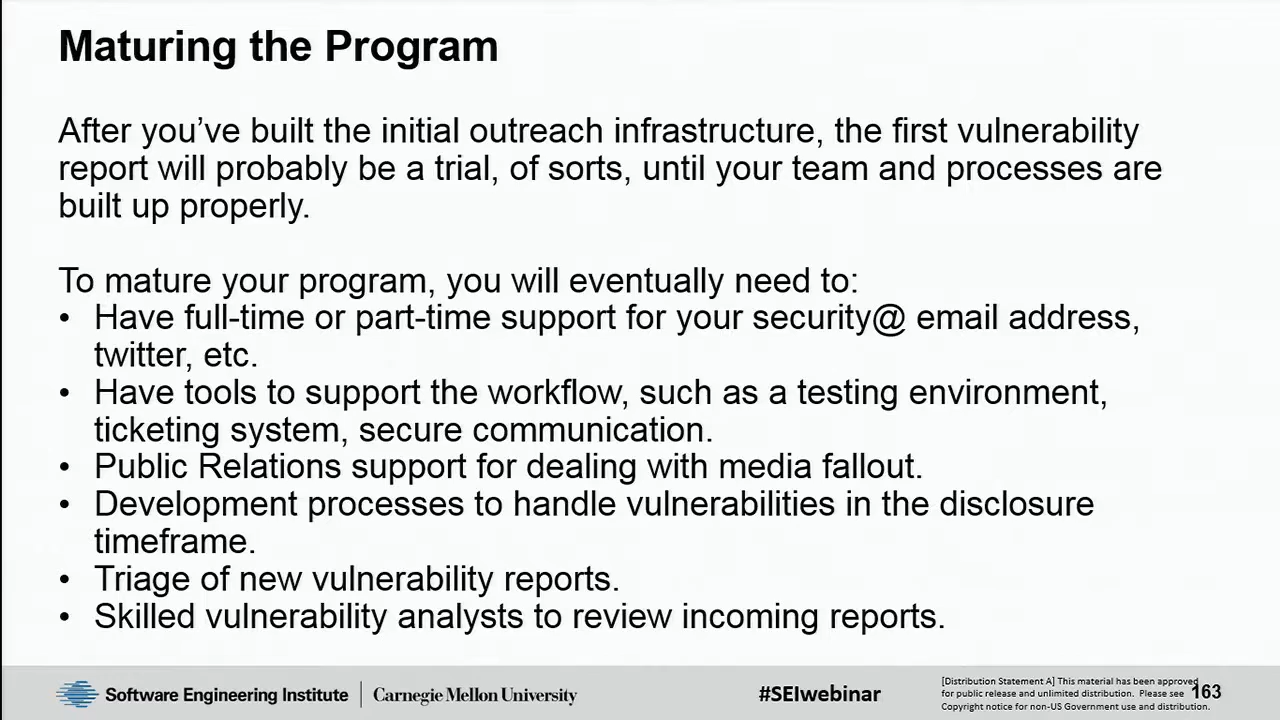 Maturing the Program
After you’ve built the initial outreach infrastructure, the first vulnerability
report will probably be a trial, of sorts, until your team and processes are
built up properly.
To mature your program, you will eventually need to:
• Have full-time or part-time support for your security@ email address,
twitter, etc.
• Have tools to support the workflow, such as a testing environment,
ticketing system, secure communication.
• Public Relations support for dealing with media fallout.
• Development processes to handle vulnerabilities in the disclosure
timeframe.
• Triage of new vulnerability reports.
• Skilled vulnerability analysts to review incoming reports.
Software Engineering Institute | Carnegie Mellon University
#SEIwebinar
[Distribution Statement A] This material has been approved
for public release and unlimited distribution. Please see
Copyright notice for non-US Government use and distribution.
163